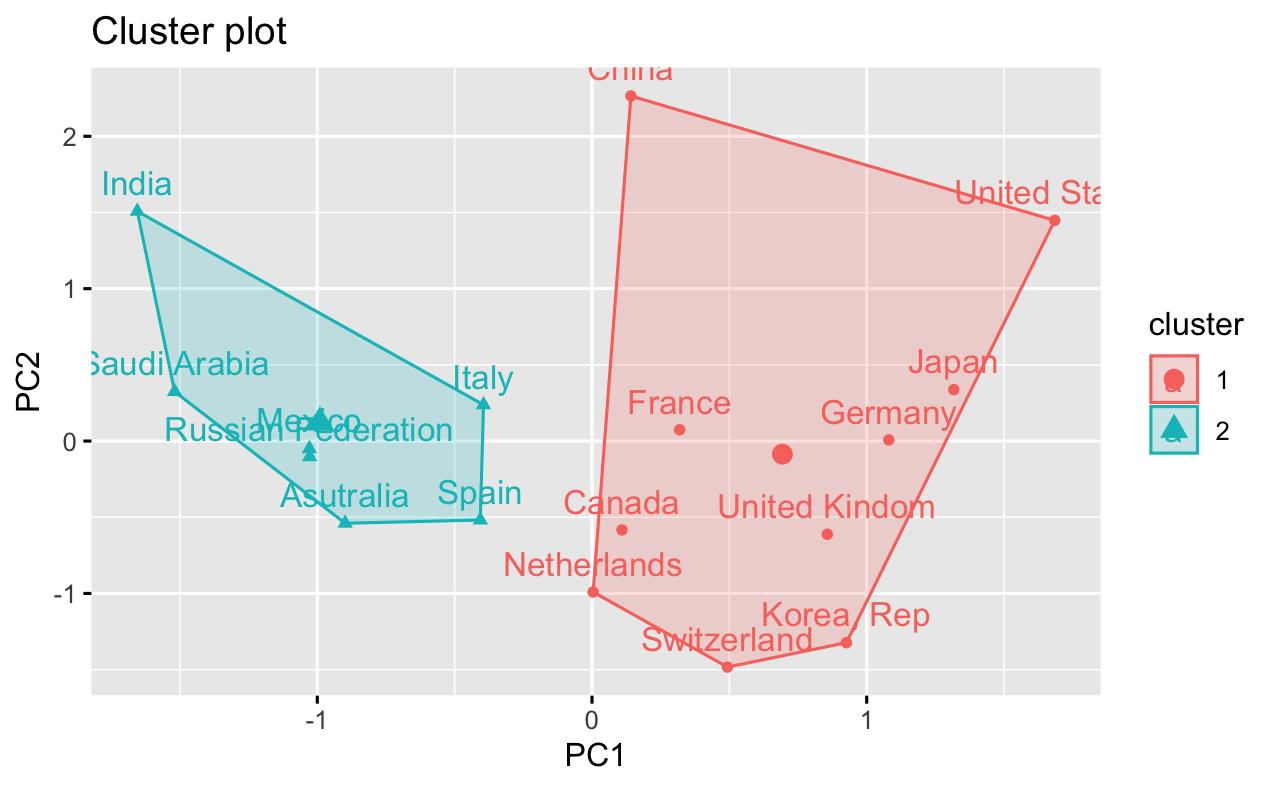 Cluster plot
China
India
United Sta
Saudi Arabia
Italy
Japan
Mexico
France
Germany
Russian Federation
Asutralia
Spain
Canada
United Kindom
Netherlands
Korea, Rep
Switzerland
2
1
0
-1
PC2
-1
0
1
PC1
cluster
a 1
a 2